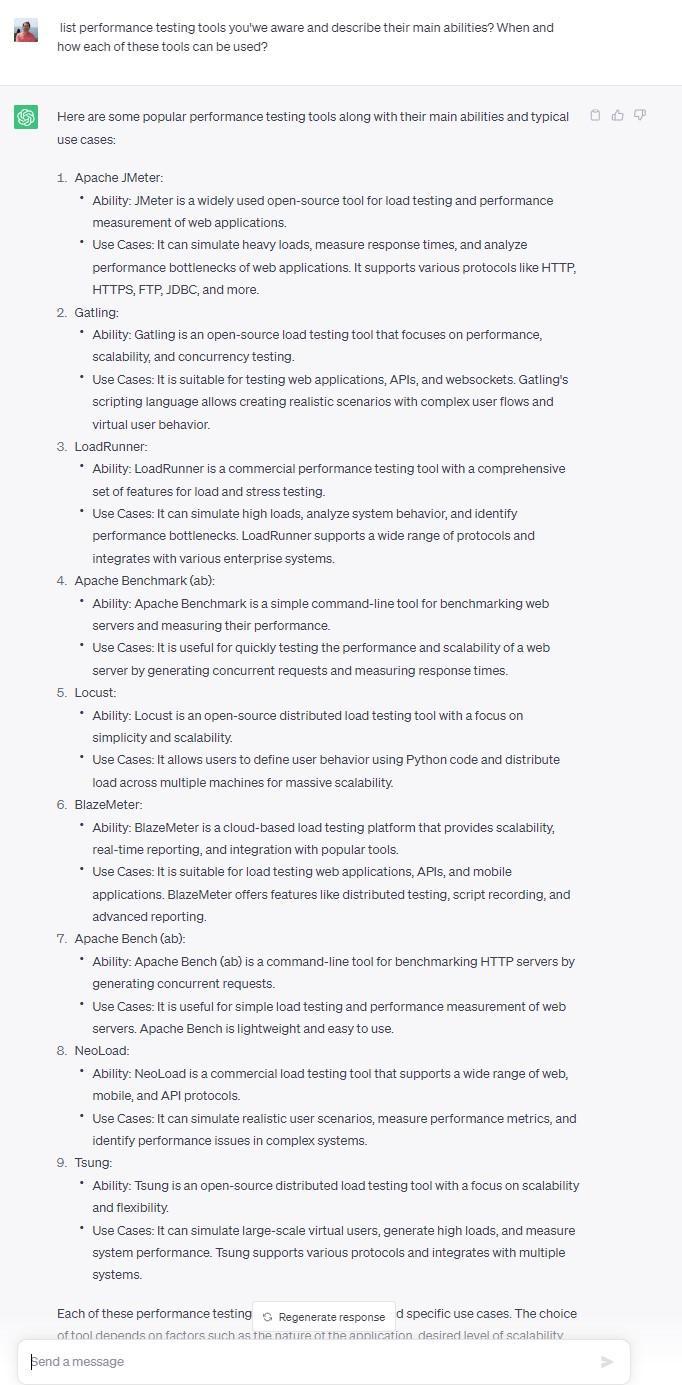 list performance testing tools you'we aware and describe their main abilities? When and
how each of these tools can be used?
Here are some popular performance testing tools along with their main abilities and typical
use cases:
1. Apache JMeter:
• Ability: JMeter is a widely used open-source tool for load testing and performance
measurement of web applications.
• Use Cases: It can simulate heavy loads, measure response times, and analyze
performance bottlenecks of web applications. It supports various protocols like HTTP,
HTTPS, FTP, JDBC, and more.
2. Gatling:
• Ability: Gatling is an open-source load testing tool that focuses on performance,
scalability, and concurrency testing.
• Use Cases: It is suitable for testing web applications, APIs, and websockets. Gatling's
scripting language allows creating realistic scenarios with complex user flows and
virtual user behavior.
3. LoadRunner:
• Ability: LoadRunner is a commercial performance testing tool with a comprehensive
set of features for load and stress testing.
• Use Cases: It can simulate high loads, analyze system behavior, and identify
performance bottlenecks. LoadRunner supports a wide range of protocols and
integrates with various enterprise systems.
4. Apache Benchmark (ab):
• Ability: Apache Benchmark is a simple command-line tool for benchmarking web
servers and measuring their performance.
• Use Cases: It is useful for quickly testing the performance and scalability of a web
server by generating concurrent requests and measuring response times.
5. Locust:
• Ability: Locust is an open-source distributed load testing tool with a focus on
simplicity and scalability.
• Use Cases: It allows users to define user behavior using Python code and distribute
load across multiple machines for massive scalability.
6. BlazeMeter:
• Ability: BlazeMeter is a cloud-based load testing platform that provides scalability,
real-time reporting, and integration with popular tools.
• Use Cases: It is suitable for load testing web applications, APIs, and mobile
applications. BlazeMeter offers features like distributed testing, script recording, and
advanced reporting.
7. Apache Bench (ab):
• Ability: Apache Bench (ab) is a command-line tool for benchmarking HTTP servers by
generating concurrent requests.
• Use Cases: It is useful for simple load testing and performance measurement of web
servers. Apache Bench is lightweight and easy to use.
8. NeoLoad:
• Ability: NeoLoad is a commercial load testing tool that supports a wide range of web,
mobile, and API protocols.
• Use Cases: It can simulate realistic user scenarios, measure performance metrics, and
identify performance issues in complex systems.
9. Tsung:
• Ability: Tsung is an open-source distributed load testing tool with a focus on scalability
and flexibility.
• Use Cases: It can simulate large-scale virtual users, generate high loads, and measure
system performance. Tsung supports various protocols and integrates with multiple
systems.
Each of these performance testing d specific use cases. The choice
Regenerate response
of tool depends on factors such as the nature of the application, desired level of scalability
Send a message